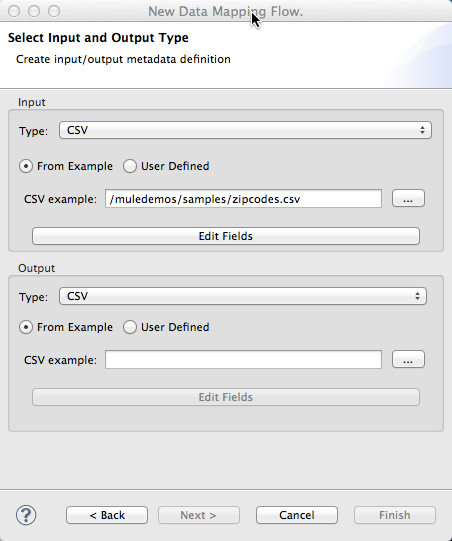 New Data Mapping Flow.
Select Input and Output Type
Create input/output metadata definition
Input
Type: CSV
From Example User Defined
CSV example: /muledemos/samples/zipcodes.csv ...
Edit Fields
Output
Type: CSV
From Example User Defined
CSV example: ...
Edit Fields
? < Back Next > Cancel Finish